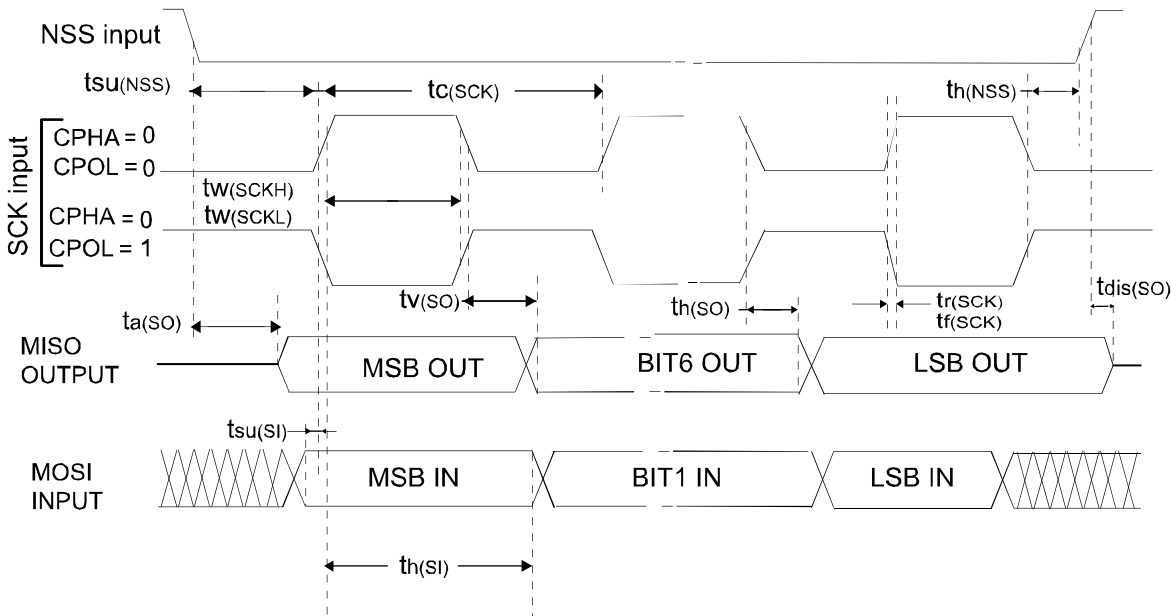 NSS input
tsu(NSS)
tc(SCK)
th(NSS)
SCK input
CPHA = 0
CPOL = 0
tw(SCKH)
tw(SCKL)
CPHA = 0
CPOL = 1
tv(SO)
th(SO)
tr(SCK)
tf(SCK)
tdis(SO)
ta(SO)
MISO
OUTPUT
MSB OUT
BIT6 OUT
LSB OUT
tsu(SI)
MOSI
INPUT
MSB IN
BIT1 IN
LSB IN
th(SI)